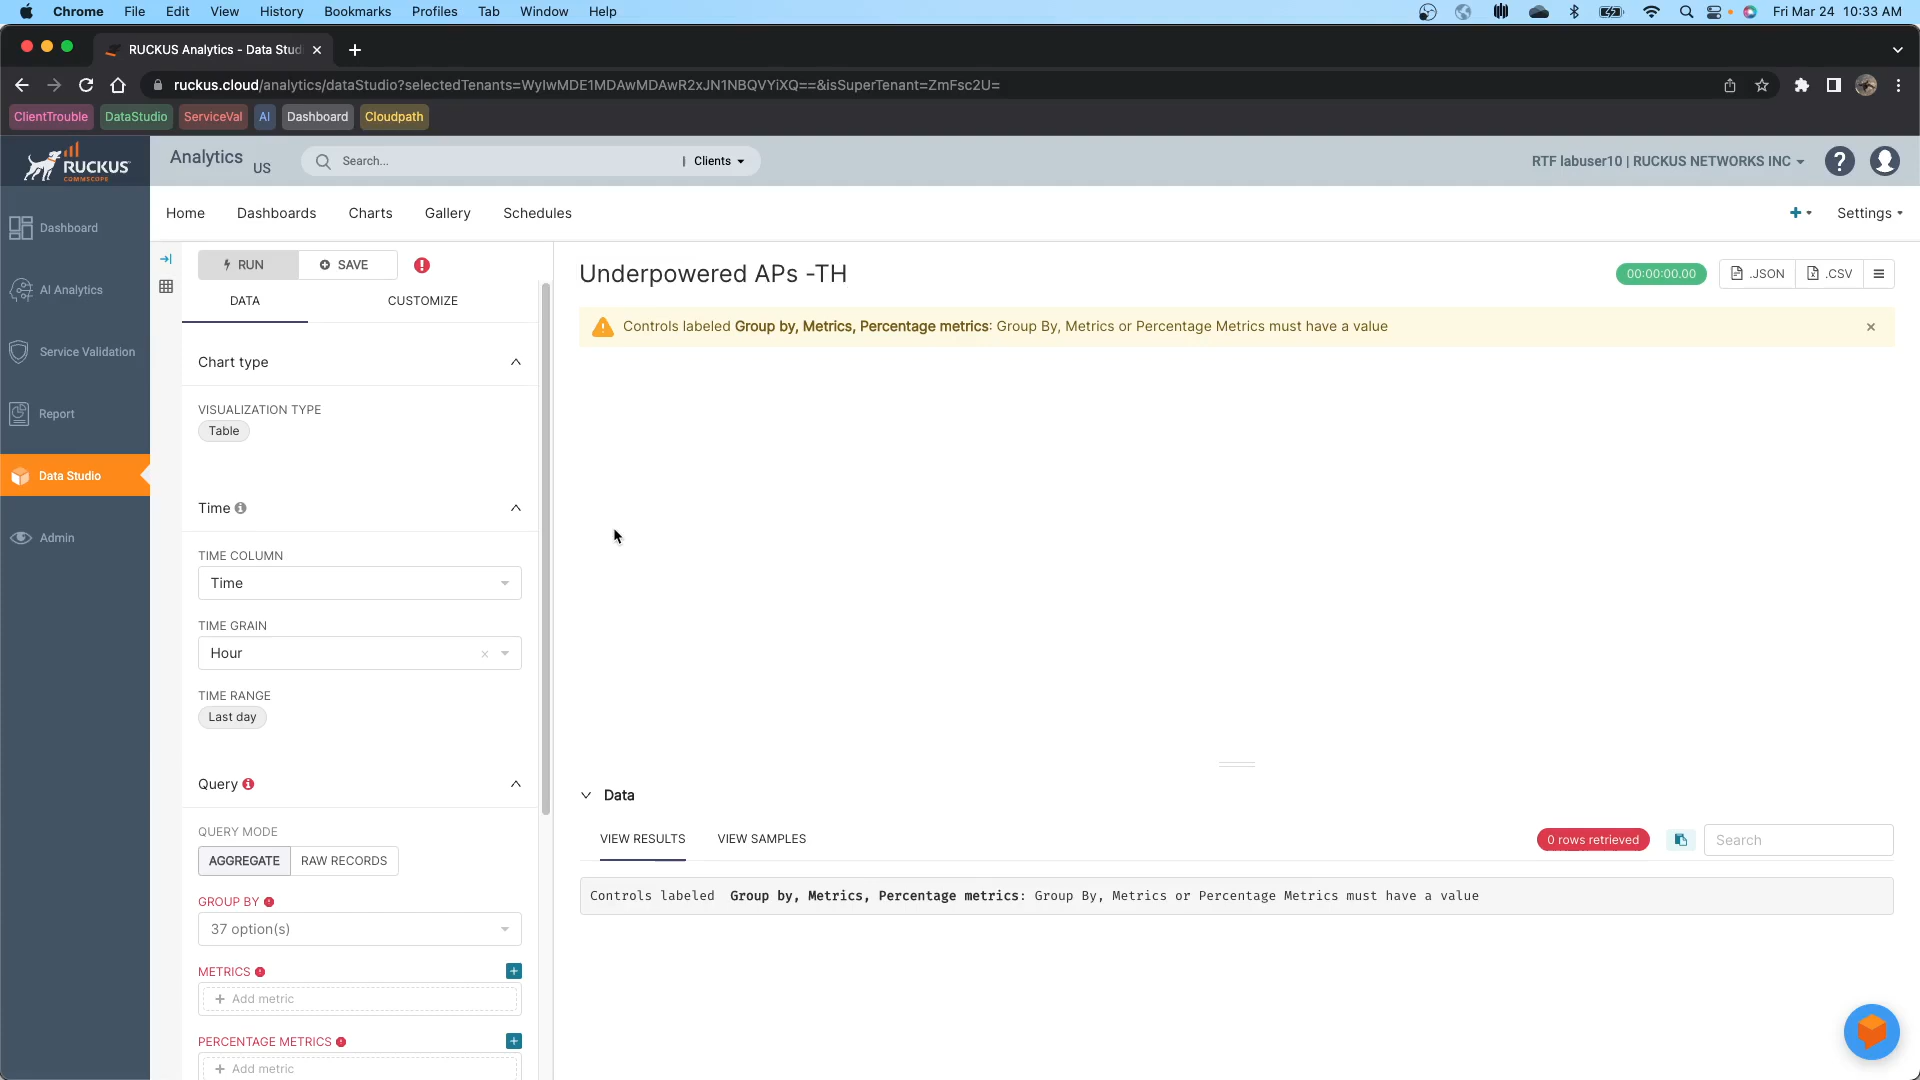 Chrome File Edit View History Bookmarks Profiles Tab Window Help Fri Mar 24 10:33 AM
RUCKUS Analytics - Data Stud
ruckus.cloud/analytics/dataStudio?selectedTenants=WyIwMDE1MDAwMDAwR2xJN1NBQVYiXQ==&isSuperTenant=ZmFsc2U=
ClientTrouble DataStudio ServiceVal AI Dashboard Cloudpath
RUCKUS
COMMSCOPE
Analytics US
Search... | Clients
RTF labuser10 | RUCKUS NETWORKS INC
?
Home Dashboards Charts Gallery Schedules
+ Settings
Dashboard
AI Analytics
Service Validation
Report
Data Studio
Admin
RUN SAVE
DATA CUSTOMIZE
Chart type
VISUALIZATION TYPE
Table
Time
TIME COLUMN
Time
TIME GRAIN
Hour
TIME RANGE
Last day
Query
QUERY MODE
AGGREGATE RAW RECORDS
GROUP BY
37 option(s)
METRICS
+ Add metric
PERCENTAGE METRICS
+ Add metric
Underpowered APs -TH
00:00:00.00 .JSON .CSV
Controls labeled Group by, Metrics, Percentage metrics: Group By, Metrics or Percentage Metrics must have a value
Data
VIEW RESULTS VIEW SAMPLES
0 rows retrieved
Search
Controls labeled Group by, Metrics, Percentage metrics: Group By, Metrics or Percentage Metrics must have a value